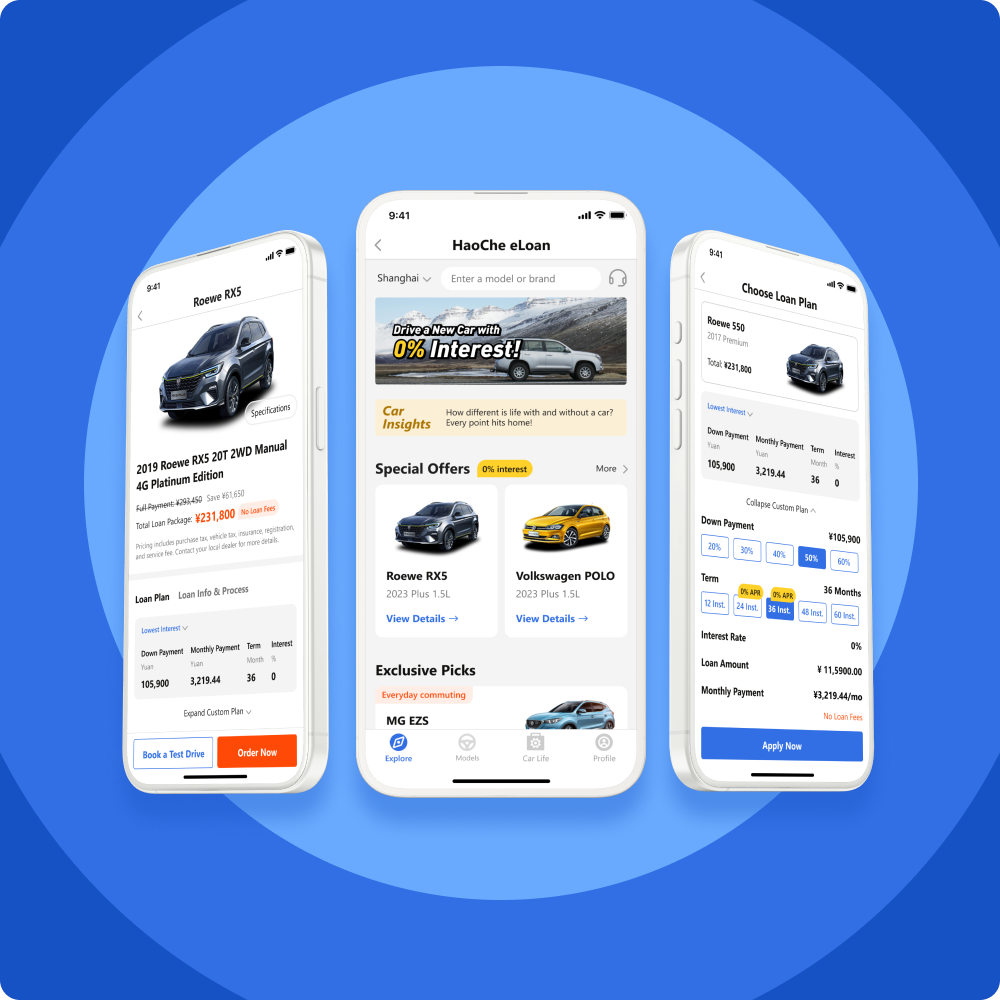 9:41
Roewe RX5
Specifications
2019 Roewe RX5 20T 2WD Manual
4G Platinum Edition
Full Payment: ¥293,450 Save ¥61,650
Total Loan Package: ¥231,800 No Loan Fees
Pricing includes purchase tax, vehicle tax, insurance, registration,
and service fee. Contact your local dealer for more details.
Loan Plan Loan Info & Process
Lowest Interest
Down Payment Monthly Payment Term Interest
Yuan Yuan Month %
105,900 3,219.44 36 0
Expand Custom Plan
Book a Test Drive Order Now
9:41
HaoChe eLoan
Shanghai Enter a model or brand
Drive a New Car with
0% Interest!
Car
Insights
How different is life with and without a car?
Every point hits home!
Special Offers 0% interest More
Roewe RX5
2023 Plus 1.5L
View Details →
Volkswagen POLO
2023 Plus 1.5L
View Details →
Exclusive Picks
Everyday commuting
MG EZS
Explore Models Car Life Profile
9:41
Choose Loan Plan
Roewe 550
2017 Premium
Total: ¥231,800
Lowest Interest
Down Payment Monthly Payment Term Interest
Yuan Yuan Month %
105,900 3,219.44 36 0
Collapse Custom Plan
Down Payment ¥105,900
20% 30% 40% 50% 60%
Term 36 Months
0% APR 0% APR
12 Inst. 24 Inst. 36 Inst. 48 Inst. 60 Inst.
Interest Rate 0%
Loan Amount ¥ 11,5900.00
Monthly Payment ¥3,219.44/mo
No Loan Fees
Apply Now